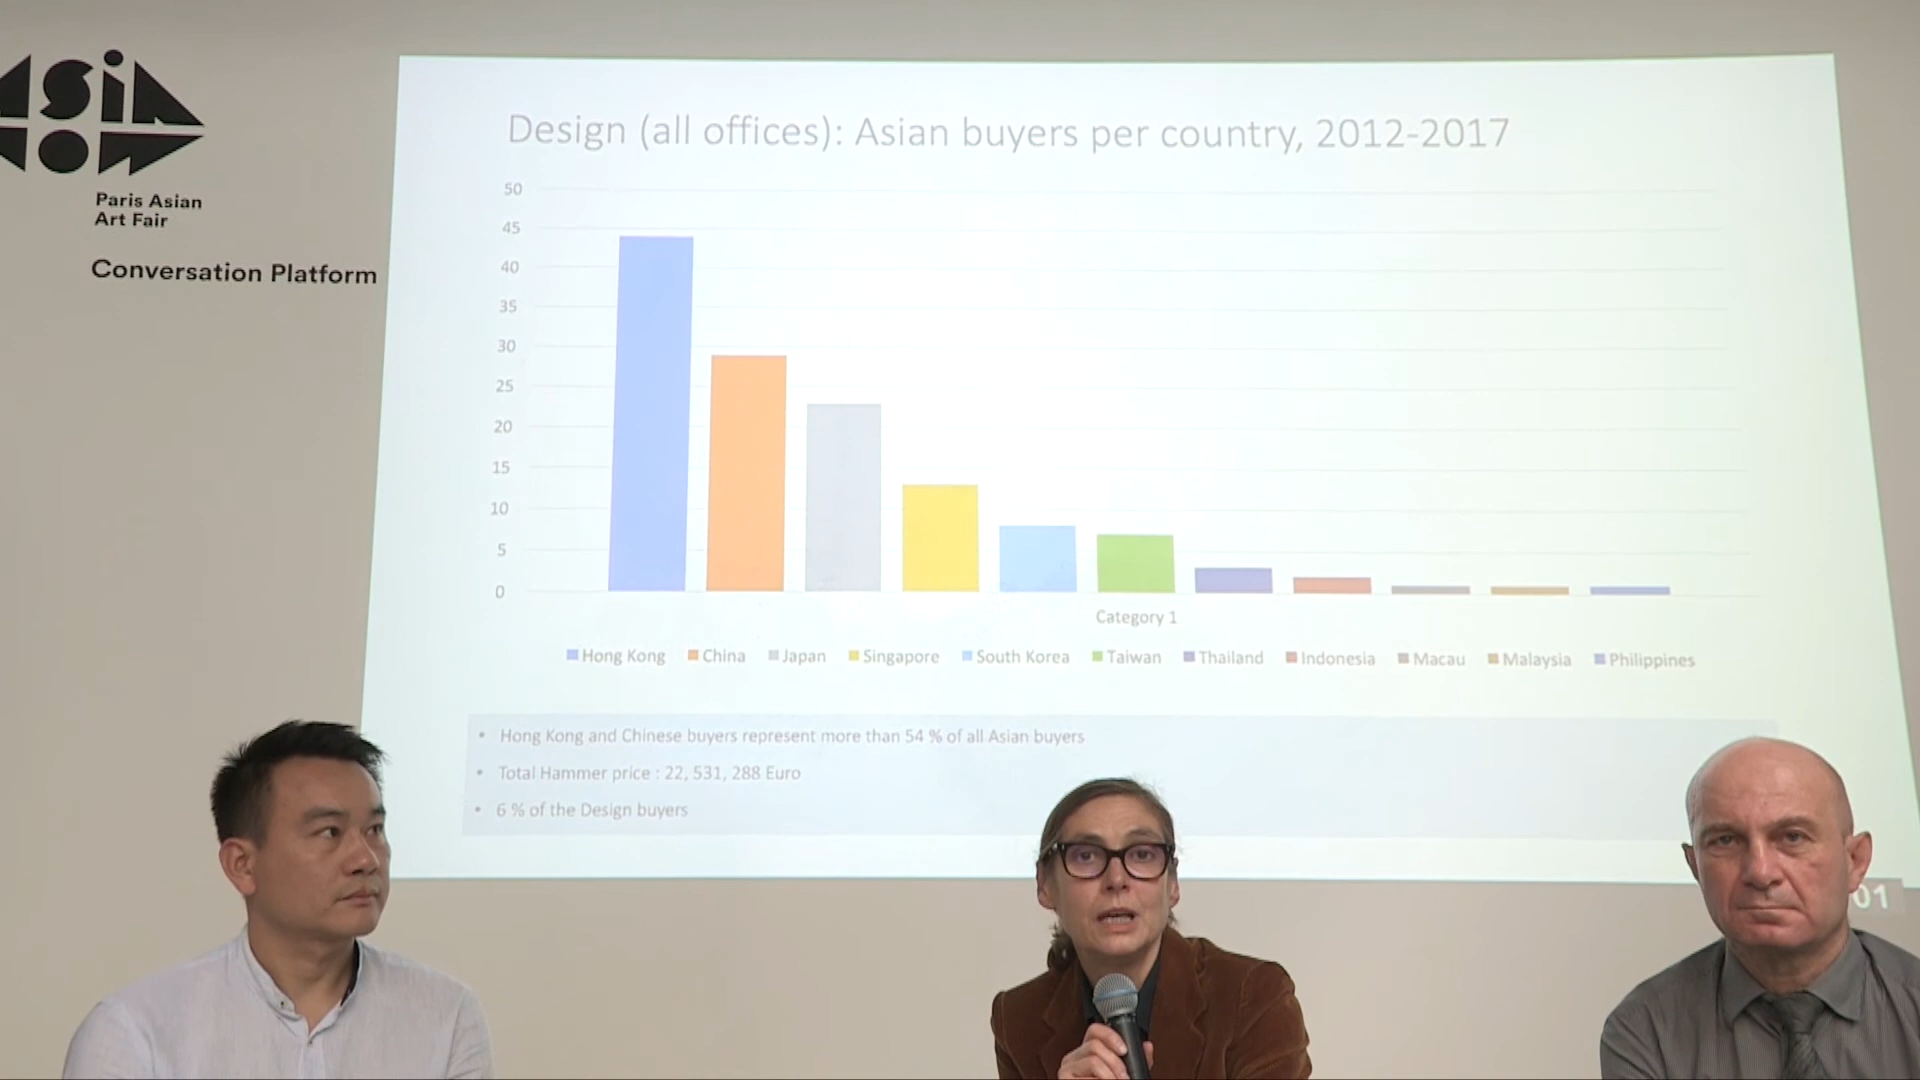 ASIA
NOW
Paris Asian
Art Fair
Conversation Platform
Design (all offices): Asian buyers per country, 2012-2017
50
45
40
35
30
25
20
15
10
5
0
Category 1
Hong Kong China Japan Singapore South Korea Taiwan Thailand Indonesia Macau Malaysia Philippines
• Hong Kong and Chinese buyers represent more than 54 % of all Asian buyers
• Total Hammer price : 22, 531, 288 Euro
• 6 % of the Design buyers
01